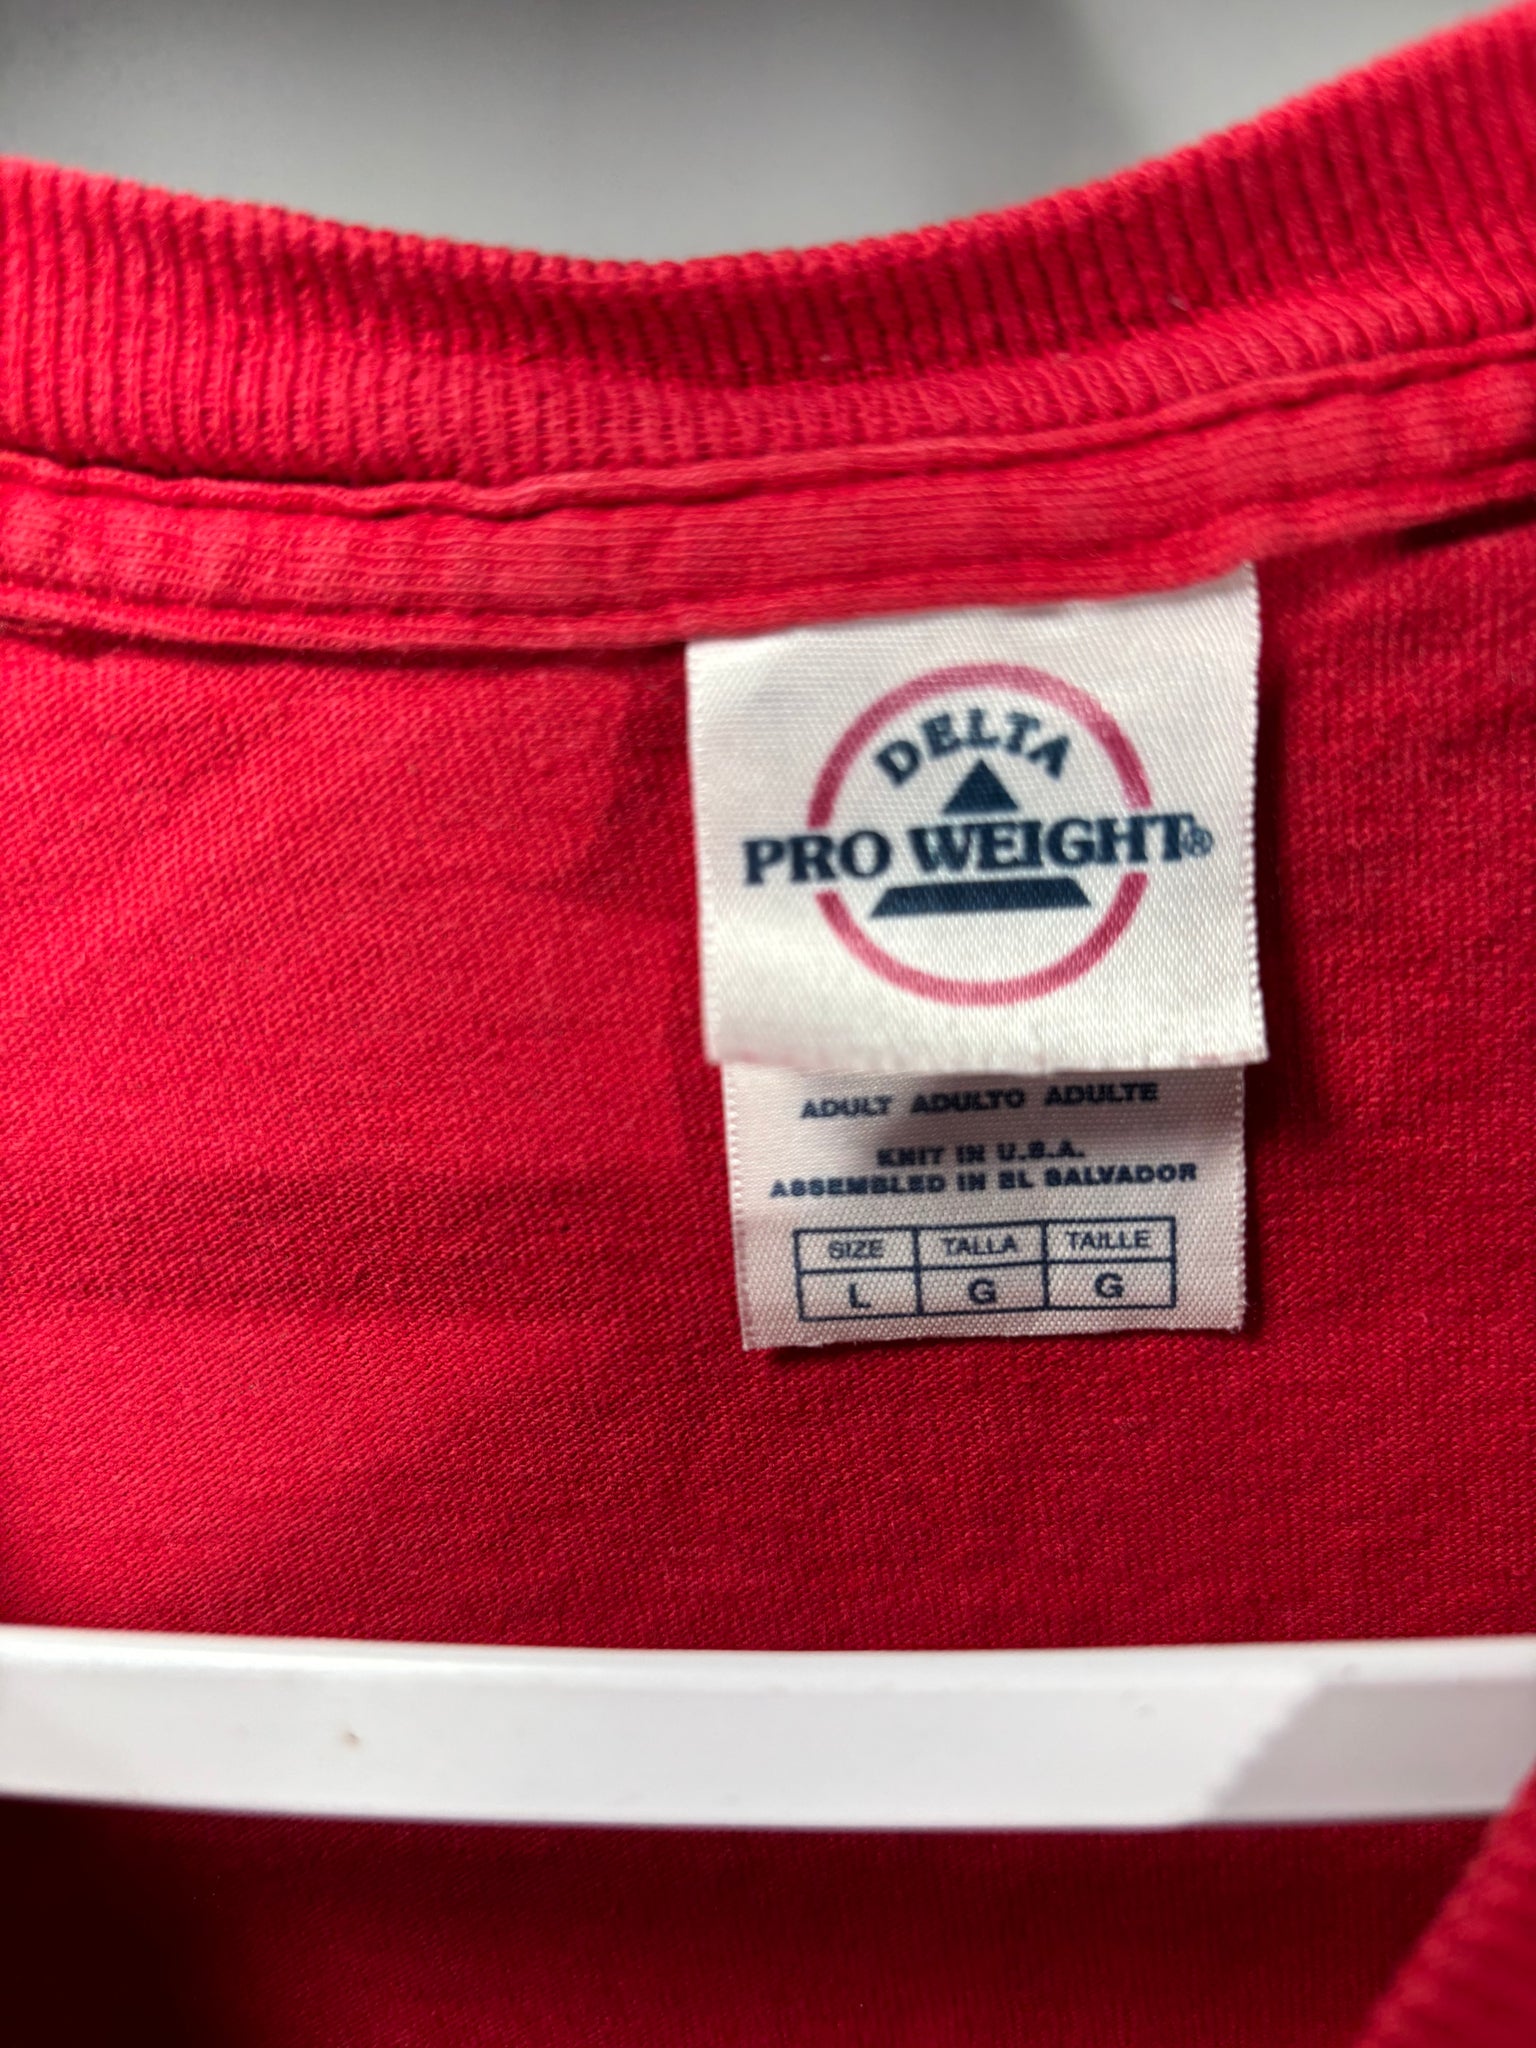 DELTA
PRO WEIGHT®
ADULT ADULTO ADULTE
KNIT IN U.S.A.
ASSEMBLED IN EL SALVADOR
SIZE TALLA TAILLE
L G G